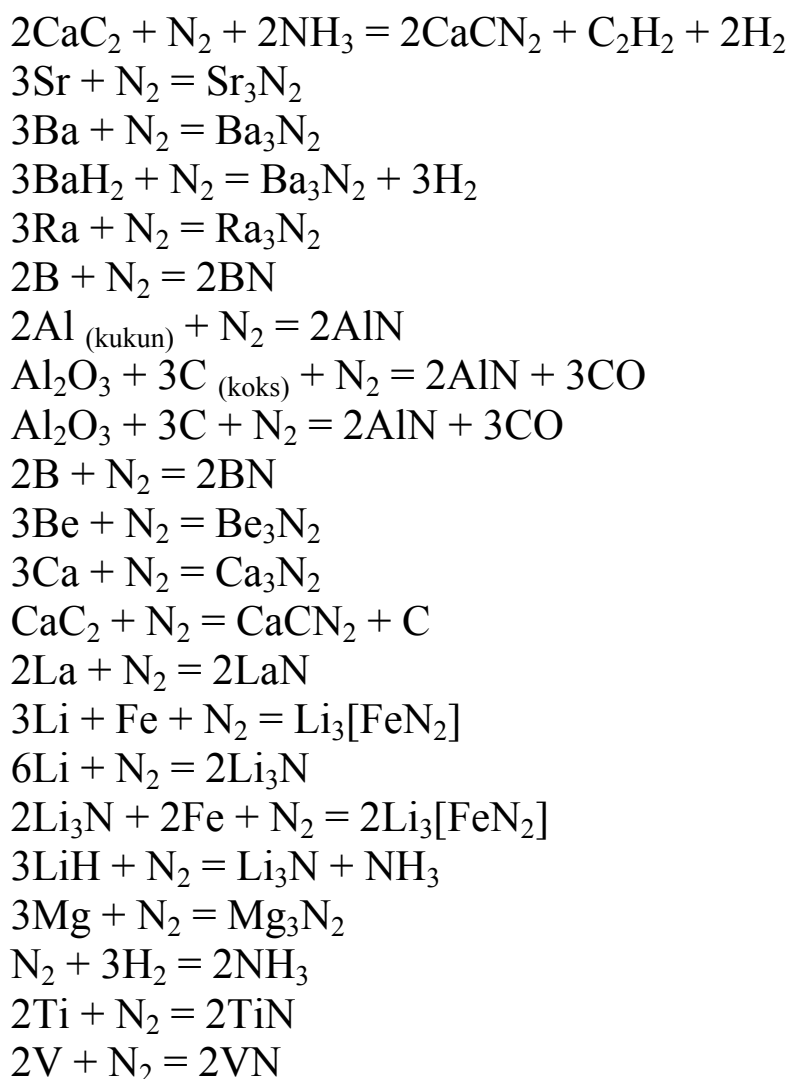 2CaC₂ + N₂ + 2NH₃ = 2CaCN₂ + C₂H₂ + 2H₂
3Sr + N₂ = Sr₃N₂
3Ba + N₂ = Ba₃N₂
3BaH₂ + N₂ = Ba₃N₂ + 3H₂
3Ra + N₂ = Ra₃N₂
2B + N₂ = 2BN
2Al (kukun) + N₂ = 2AlN
Al₂O₃ + 3C (koks) + N₂ = 2AlN + 3CO
Al₂O₃ + 3C + N₂ = 2AlN + 3CO
2B + N₂ = 2BN
3Be + N₂ = Be₃N₂
3Ca + N₂ = Ca₃N₂
CaC₂ + N₂ = CaCN₂ + C
2La + N₂ = 2LaN
3Li + Fe + N₂ = Li₃[FeN₂]
6Li + N₂ = 2Li₃N
2Li₃N + 2Fe + N₂ = 2Li₃[FeN₂]
3LiH + N₂ = Li₃N + NH₃
3Mg + N₂ = Mg₃N₂
N₂ + 3H₂ = 2NH₃
2Ti + N₂ = 2TiN
2V + N₂ = 2VN